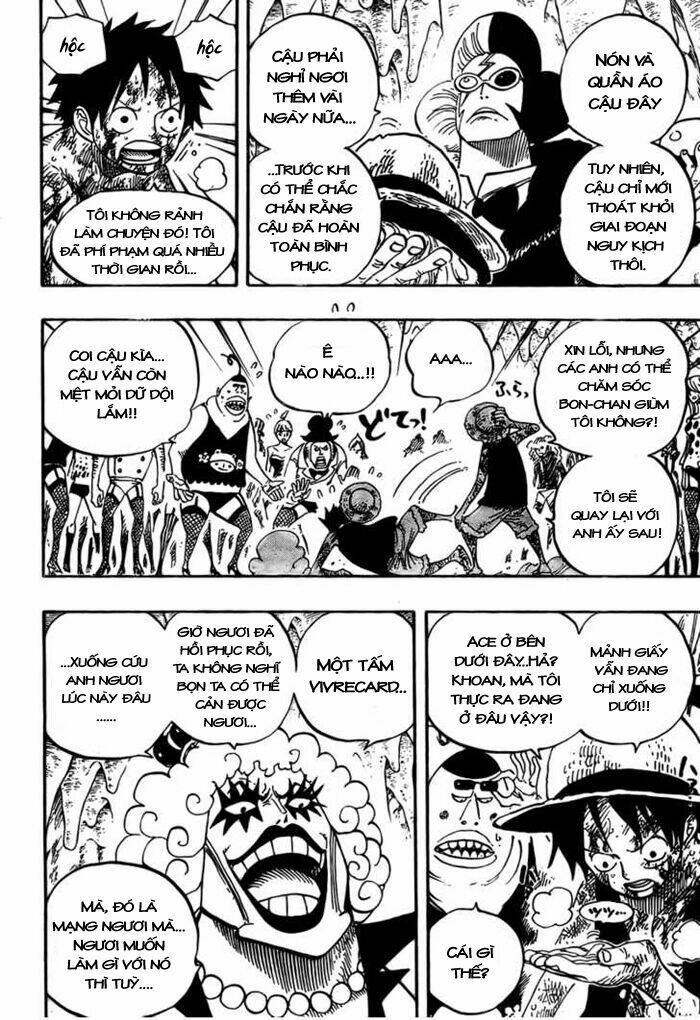 NÓN VÀ
QUẦN ÁO
CẬU ĐÂY
TUY NHIÊN,
CẬU CHỈ MỚI
THOÁT KHỎI
GIAI ĐOẠN
NGUY KỊCH
THÔI.
CẬU PHẢI
NGHỈ NGƠI
THÊM VÀI
NGÀY NỮA...
...TRƯỚC KHI
CÓ THỂ CHẮC
CHẮN RẰNG
CẬU ĐÃ HOÀN
TOÀN BÌNH
PHỤC.
HỘC
HỘC
TÔI KHÔNG RẢNH
LÀM CHUYỆN ĐÓ! TÔI
ĐÃ PHÍ PHẠM QUÁ NHIỀU
THỜI GIAN RỒI...
XIN LỖI, NHƯNG
CÁC ANH CÓ THỂ
CHĂM SÓC
BON-CHAN GIÙM
TÔI KHÔNG?!
TÔI SẼ
QUAY LẠI VỚI
ANH ẤY SAU!
ふらっ
AAA...
どてっ!
Ê
NÀO NÀO...!!
COI CẬU KÌA...
CẬU VẪN CÒN
MỆT MỎI DỮ DỘI
LẮM!!
MẢNH GIẤY
VẪN ĐANG
CHỈ XUỐNG
DƯỚI!!
ACE Ở BÊN
DƯỚI ĐÂY..HẢ?
KHOAN, MÀ TÔI
THỰC RA ĐANG
Ở ĐÂU VẬY?!
ツツ...
CÁI GÌ
THẾ?
MỘT TẤM
VIVRECARD...
GIỜ NGƯƠI ĐÃ
HỒI PHỤC RỒI,
TA KHÔNG NGHĨ
BỌN TA CÓ THỂ
CẢN ĐƯỢC
NGƯƠI...
...XUỐNG CỨU
ANH NGƯƠI
LÚC NÀY ĐÂU
......
MÀ, ĐÓ LÀ
MẠNG NGƯƠI MÀ...
NGƯƠI MUỐN
LÀM GÌ VỚI NÓ
THÌ TUỲ....